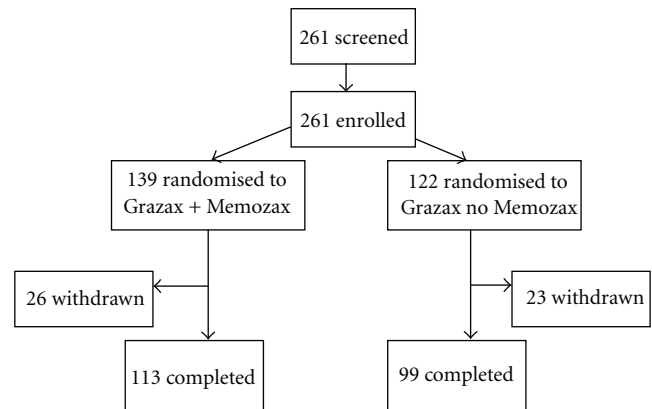 261 screened
261 enrolled
139 randomised to
Grazax + Memozax
122 randomised to
Grazax no Memozax
26 withdrawn
23 withdrawn
113 completed
99 completed